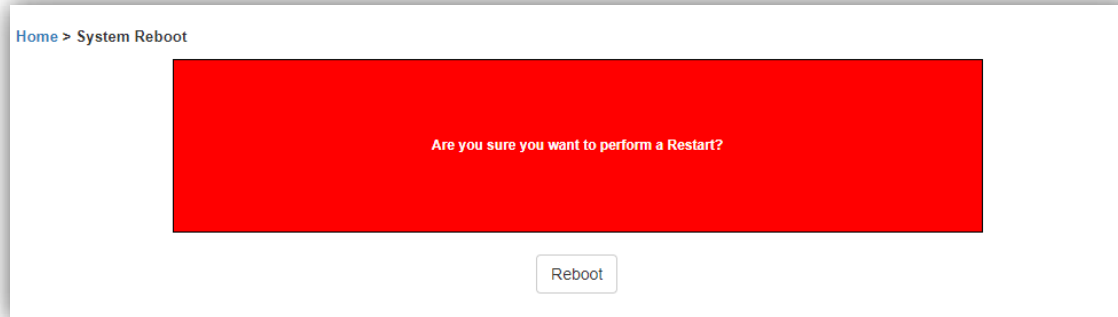 Home > System Reboot
Are you sure you want to perform a Restart?
Reboot